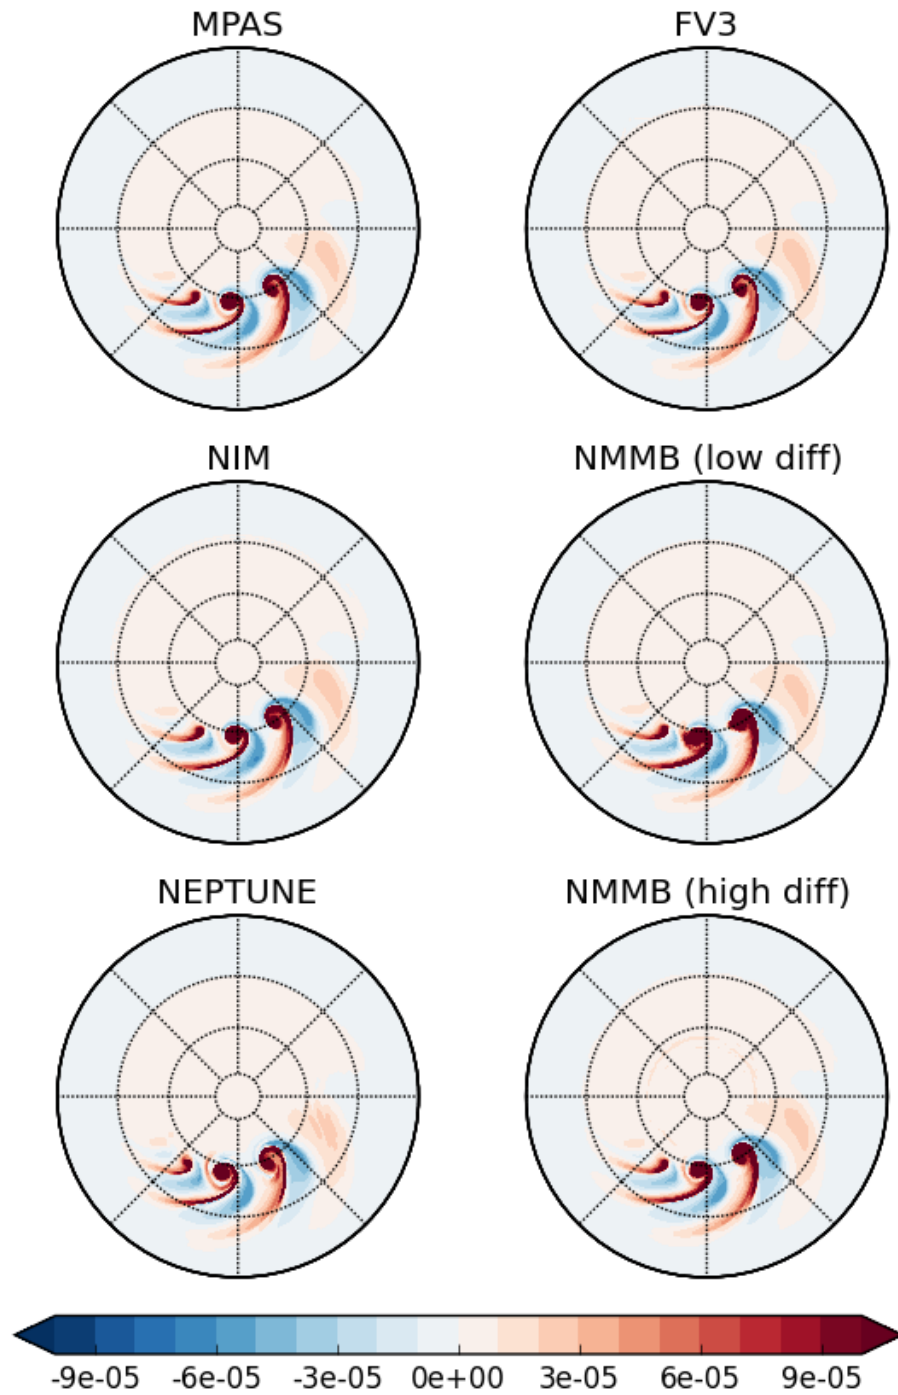 MPAS
FV3
NIM
NMMB (low diff)
NEPTUNE
NMMB (high diff)
-9e-05 -6e-05 -3e-05 0e+00 3e-05 6e-05 9e-05